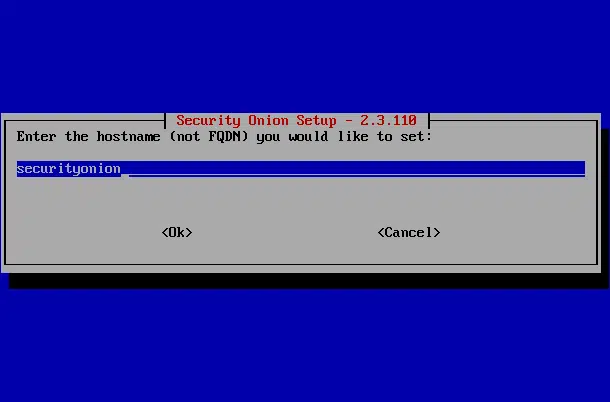 Security Onion Setup - 2.3.110
Enter the hostname (not FQDN) you would like to set:
securityonion
<Ok> <Cancel>